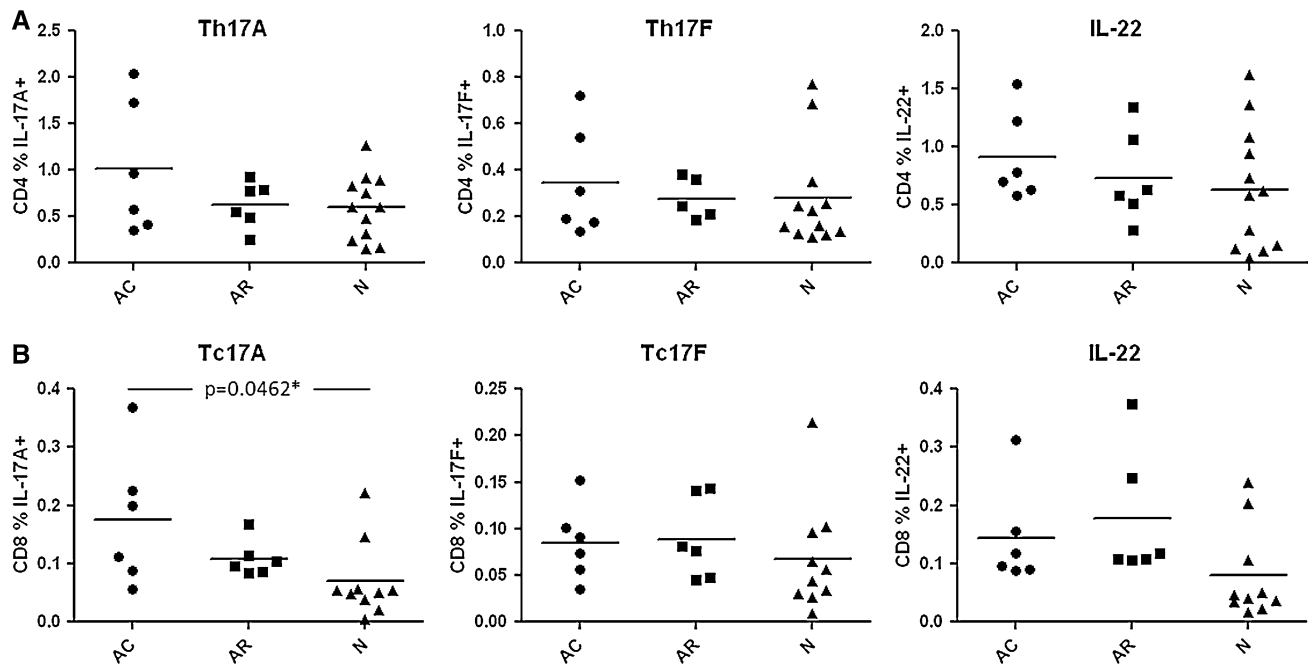 A
Th17A
Th17F
IL-22
CD4 % IL-17A+
2.5
2.0
1.5
1.0
0.5
0.0
AC
AR
N
CD4 % IL-17F+
1.0
0.8
0.6
0.4
0.2
0.0
AC
AR
N
CD4 % IL-22+
2.0
1.5
1.0
0.5
0.0
AC
AR
N
B
Tc17A
Tc17F
IL-22
CD8 % IL-17A+
0.4
0.3
0.2
0.1
0.0
p=0.0462*
AC
AR
N
CD8 % IL-17F+
0.25
0.20
0.15
0.10
0.05
0.00
AC
AR
N
CD8 % IL-22+
0.4
0.3
0.2
0.1
0.0
AC
AR
N